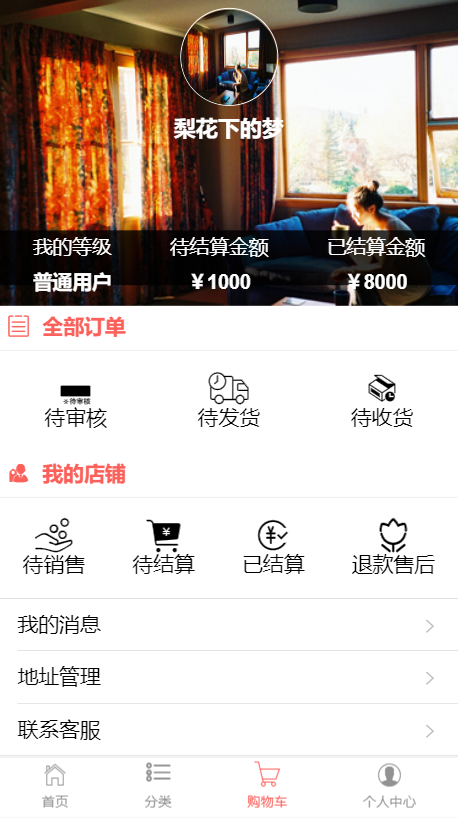 梨花下的梦
我的等级 待结算金额 已结算金额
普通用户 ¥1000 ¥8000
全部订单
※待审核
待审核 待发货 待收货
我的店铺
¥ ¥
待销售 待结算 已结算 退款售后
我的消息
地址管理
联系客服
首页 分类 购物车 个人中心